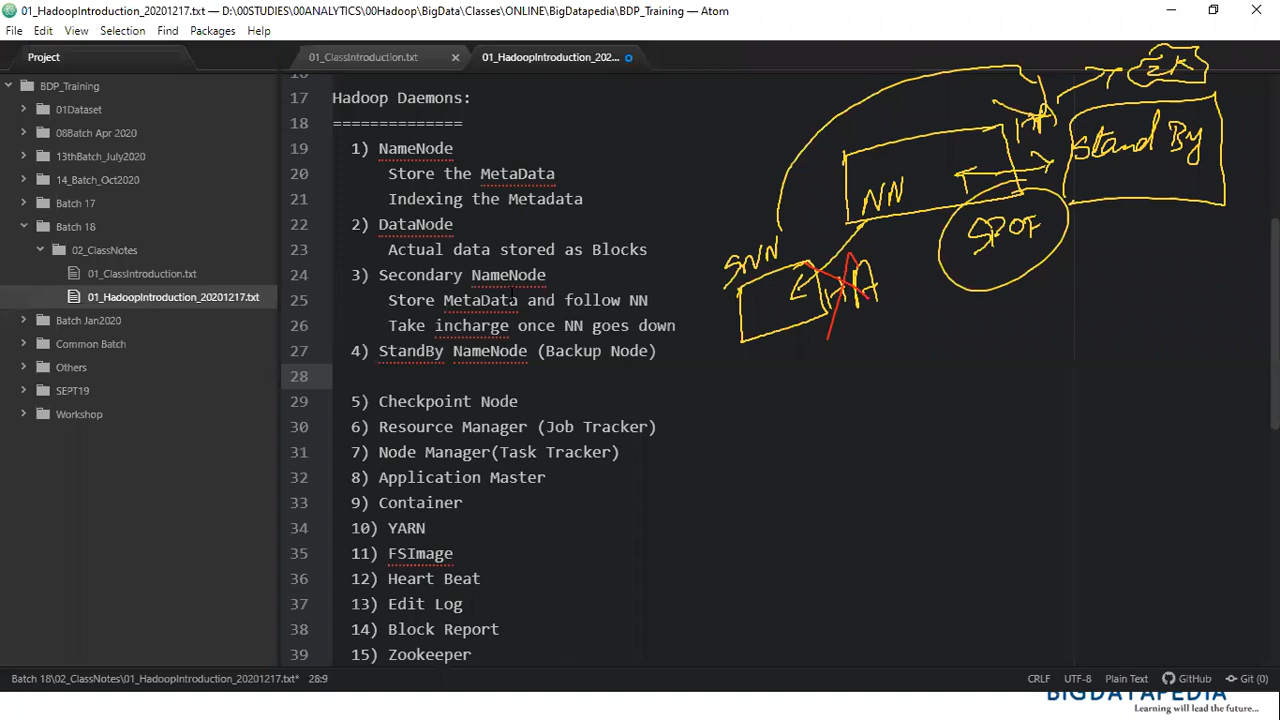 01_HadoopIntroduction_20201217.txt — D:\00STUDIES\00ANALYTICS\00Hadoop\BigData\Classes\ONLINE\BigDatapedia\BDP_Training — Atom
File Edit View Selection Find Packages Help
Project
01_ClassIntroduction.txt
01_HadoopIntroduction_202...
BDP_Training
01Dataset
08Batch Apr 2020
13thBatch_July2020
14_Batch_Oct2020
Batch 17
Batch 18
02_ClassNotes
01_ClassIntroduction.txt
01_HadoopIntroduction_20201217.txt
Batch Jan2020
Common Batch
Others
SEPT19
Workshop
17 Hadoop Daemons:
18 ==============
19 1) NameNode
20 Store the MetaData
21 Indexing the Metadata
22 2) DataNode
23 Actual data stored as Blocks
24 3) Secondary NameNode
25 Store MetaData and follow NN
26 Take incharge once NN goes down
27 4) StandBy NameNode (Backup Node)
28
29 5) Checkpoint Node
30 6) Resource Manager (Job Tracker)
31 7) Node Manager(Task Tracker)
32 8) Application Master
33 9) Container
34 10) YARN
35 11) FSImage
36 12) Heart Beat
37 13) Edit Log
38 14) Block Report
39 15) Zookeeper
ZK
Stand By
NN
SPOF
SNN
HA
Batch 18\02_ClassNotes\01_HadoopIntroduction_20201217.txt* 28:9
CRLF UTF-8 Plain Text GitHub Git (0)
BIGDATAPEDIA
Learning will lead the future...